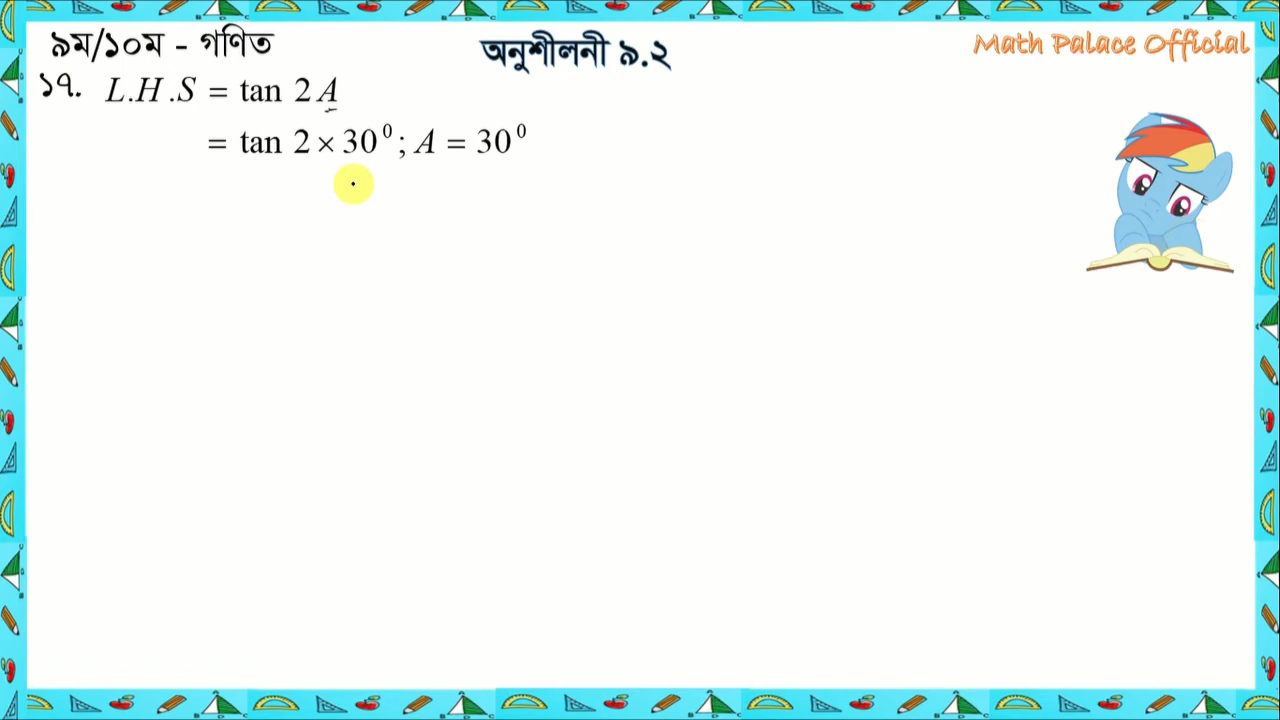 ৯ম/১০ম - গণিত
অনুশীলনী ৯.২
Math Palace Official
১৭. L.H.S = tan 2A
= tan 2 × 30⁰ ; A = 30⁰